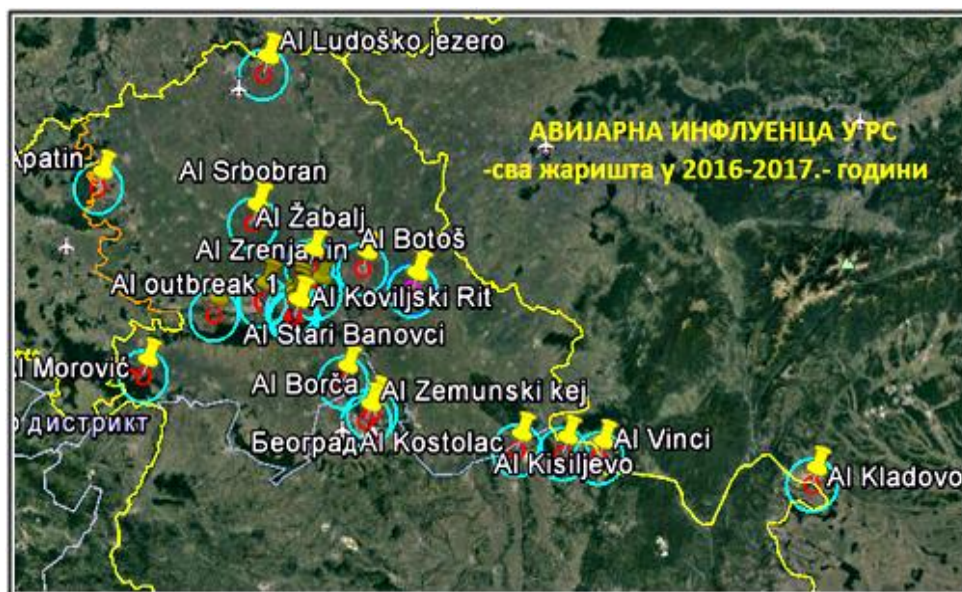 AI Ludoško jezero
АВИЈАРНА ИНФЛУЕНЦА У РС
-сва жаришта у 2016-2017.- години
Apatin
AI Srbobran
AI Žabalj
AI Zrenjanin
AI Botoš
AI outbreak 1
AI Koviljski Rit
AI Stari Banovci
AI Morović
AI Borča
AI Zemunski kej
дистрикт
Београд
AI Kostolac
AI Vinci
AI Kisiljevo
AI Kladovo